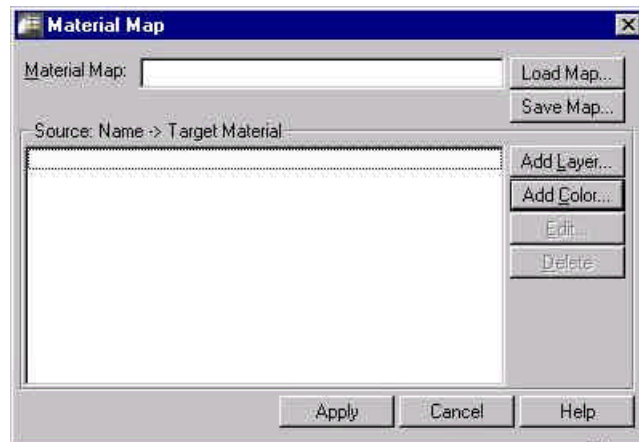 Material Map
Material Map:
Load Map...
Save Map...
Source: Name -> Target Material
Add Layer...
Add Color...
Edit...
Delete
Apply
Cancel
Help